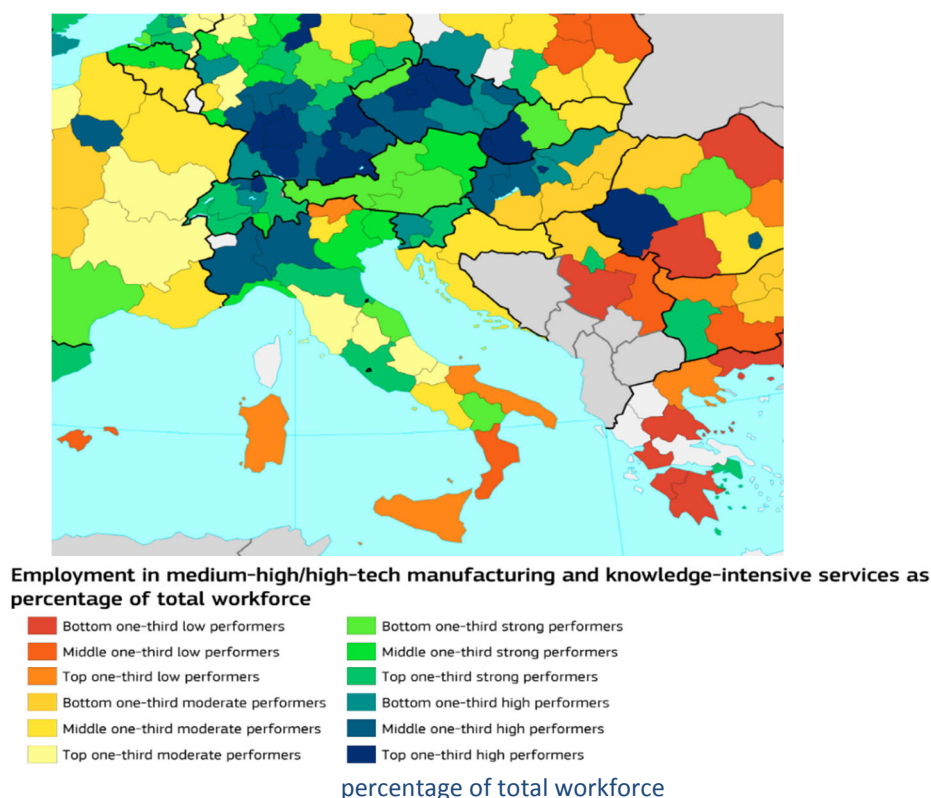 Employment in medium-high/high-tech manufacturing and knowledge-intensive services as
percentage of total workforce
Bottom one-third low performers
Middle one-third low performers
Top one-third low performers
Bottom one-third moderate performers
Middle one-third moderate performers
Top one-third moderate performers
Bottom one-third strong performers
Middle one-third strong performers
Top one-third strong performers
Bottom one-third high performers
Middle one-third high performers
Top one-third high performers
percentage of total workforce